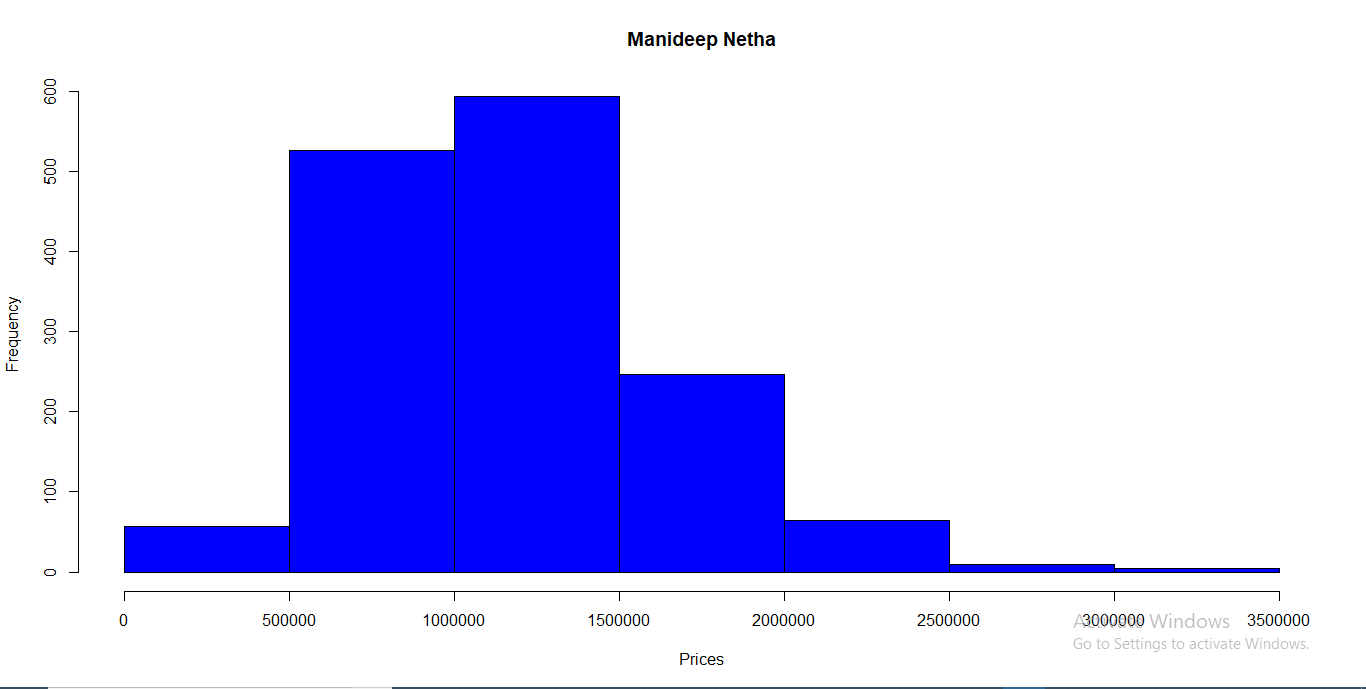 Manideep Netha
Frequency
600
500
400
300
200
100
0
0 500000 1000000 1500000 2000000 2500000 3000000 3500000
Prices
Activate Windows
Go to Settings to activate Windows.